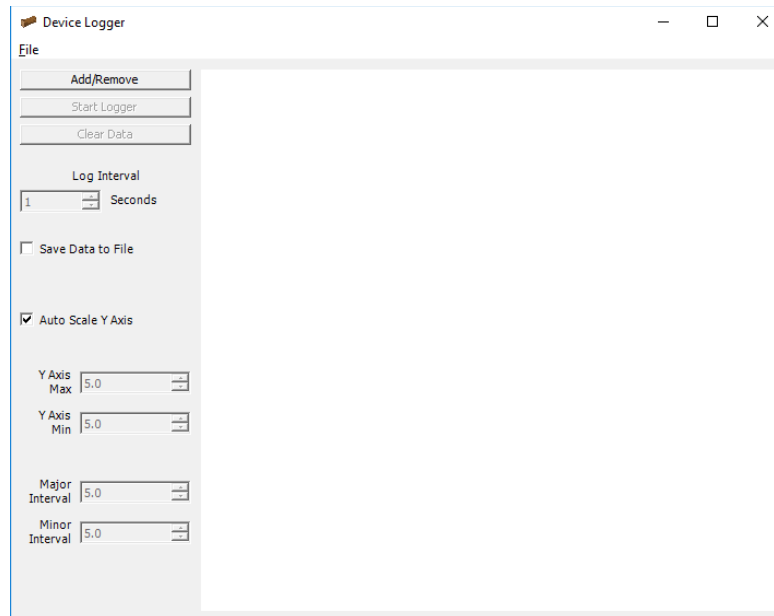 Device Logger
File
Add/Remove
Start Logger
Clear Data
Log Interval
1 Seconds
Save Data to File
Auto Scale Y Axis
Y Axis
Max 5.0
Y Axis
Min 5.0
Major
Interval 5.0
Minor
Interval 5.0